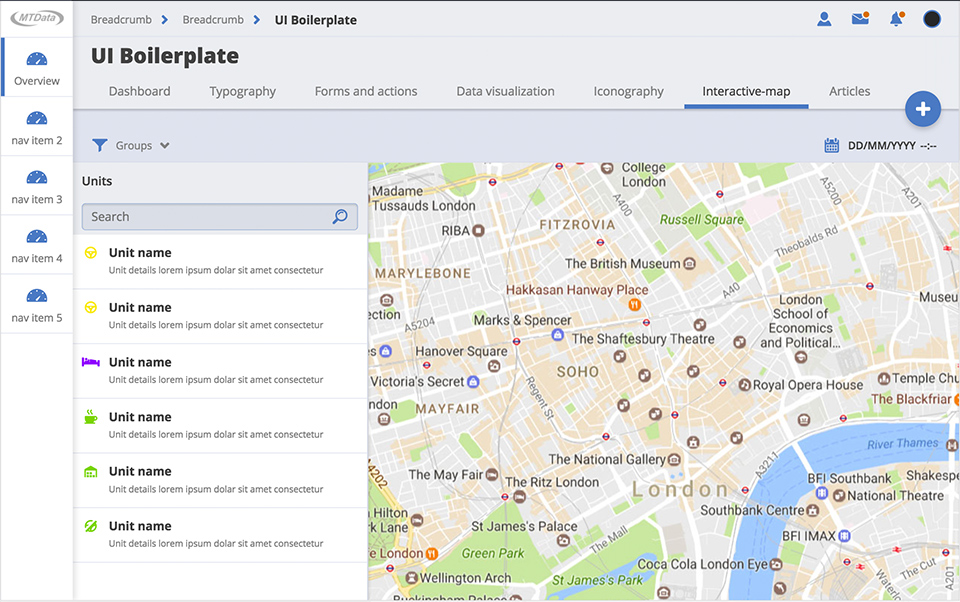 MTData
Breadcrumb
Breadcrumb
UI Boilerplate
UI Boilerplate
Dashboard
Typography
Forms and actions
Data visualization
Iconography
Interactive-map
Articles
Overview
nav item 2
nav item 3
nav item 4
nav item 5
Groups
DD/MM/YYYY --:--
Units
Search
Unit name
Unit details lorem ipsum dolar sit amet consectetur
Unit name
Unit details lorem ipsum dolar sit amet consectetur
Unit name
Unit details lorem ipsum dolar sit amet consectetur
Unit name
Unit details lorem ipsum dolar sit amet consectetur
Unit name
Unit details lorem ipsum dolar sit amet consectetur
Unit name
Unit details lorem ipsum dolar sit amet consectetur
College
London
Madame
Tussauds London
A400
A5200
A201
RIBA
FITZROVIA
Russell Square
Theobalds Rd
The British Museum
MARYLEBONE
Hakkasan Hanway Place
A40
London
School of
Economics
and Political...
Museu
ection
A5204
Marks & Spencer
The Shaftesbury Theatre
es
Hanover Square
SOHO
Victoria's Secret
Regent St
Royal Opera House
Temple Chu
The Blackfriar
ndon
MAYFAIR
River Thames
The National Gallery
A3211
A4202
The May Fair
The Ritz London
London
BFI Southbank
Shakespe
National Theatre
Southbank Centre
Hilton
rk Lane
St James's Palace
The Mall
BFI IMAX
e London
Green Park
Coca Cola London Eye
The Cut
A201
Wellington Arch
St James's Park
Waterloo
Buckingham Palace